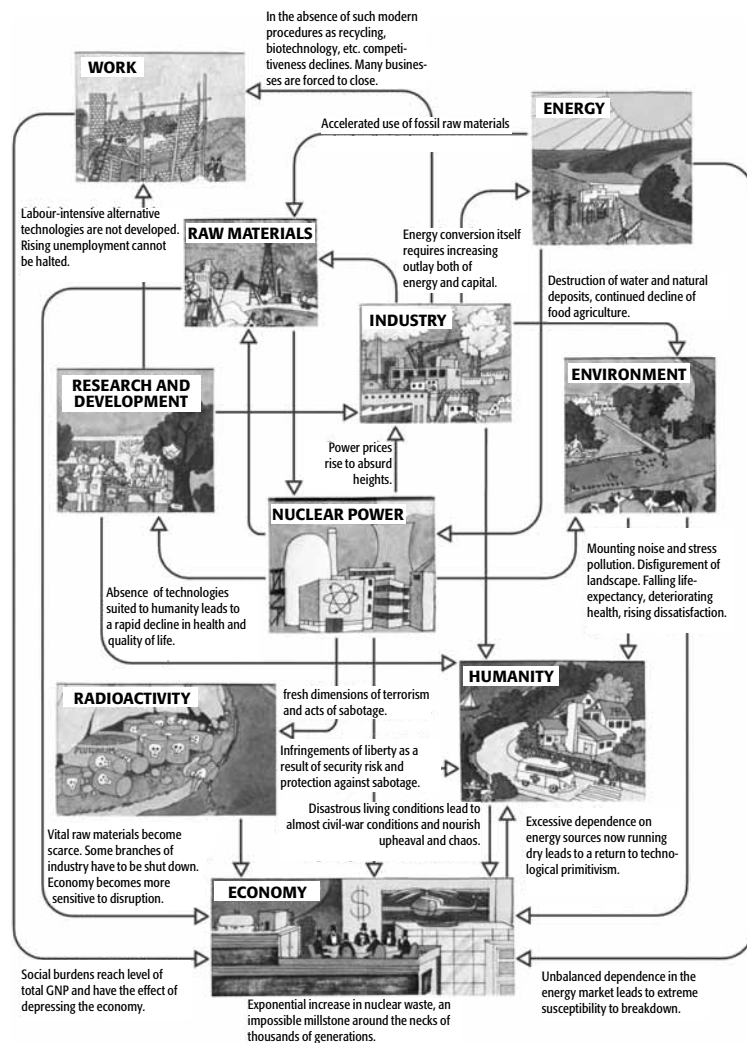 In the absence of such modern
procedures as recycling,
biotechnology, etc. competi-
tiveness declines. Many busines-
ses are forced to close.
WORK
ENERGY
Accelerated use of fossil raw materials
Labour-intensive alternative
technologies are not developed.
Rising unemployment cannot
be halted.
RAW MATERIALS
Energy conversion itself
requires increasing
outlay both of
energy and capital.
Destruction of water and natural
deposits, continued decline of
food agriculture.
INDUSTRY
RESEARCH AND
DEVELOPMENT
ENVIRONMENT
Power prices
rise to absurd
heights.
NUCLEAR POWER
Mounting noise and stress
pollution. Disfigurement of
landscape. Falling life-
expectancy, deteriorating
health, rising dissatisfaction.
Absence of technologies
suited to humanity leads to
a rapid decline in health and
quality of life.
HUMANITY
RADIOACTIVITY
fresh dimensions of terrorism
and acts of sabotage.
PLUTONIUM
Infringements of liberty as a
result of security risk and
protection against sabotage.
Disastrous living conditions lead to
almost civil-war conditions and nourish
upheaval and chaos.
Excessive dependence on
energy sources now running
dry leads to a return to techno-
logical primitivism.
Vital raw materials become
scarce. Some branches of
industry have to be shut down.
Economy becomes more
sensitive to disruption.
ECONOMY
$
Social burdens reach level of
total GNP and have the effect of
depressing the economy.
Exponential increase in nuclear waste, an
impossible millstone around the necks of
thousands of generations.
Unbalanced dependence in the
energy market leads to extreme
susceptibility to breakdown.